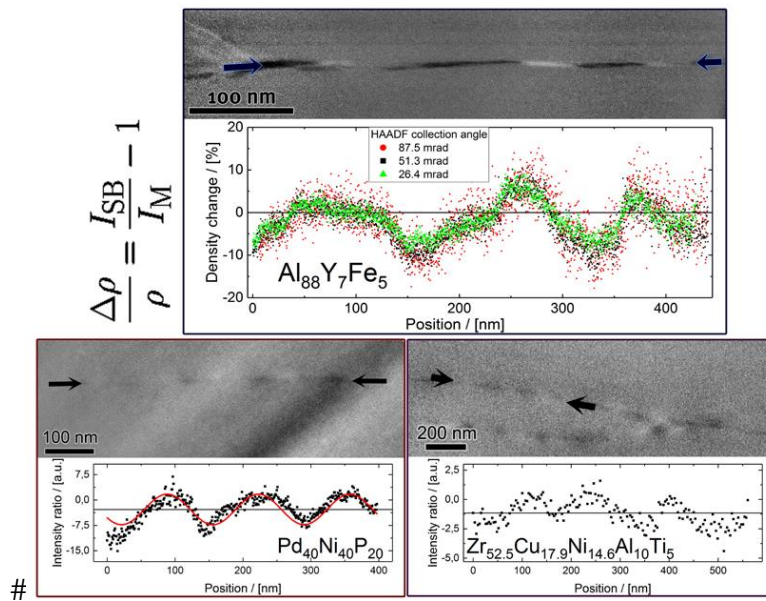 100 nm
Δρ/ρ = I_SB/I_M − 1
HAADF collection angle
87.5 mrad
51.3 mrad
26.4 mrad
Density change / [%]
20
10
0
-10
-20
Al₈₈Y₇Fe₅
0 100 200 300 400
Position / [nm]
100 nm
Intensity ratio / [a.u.]
7,5
0,0
-7,5
-15,0
Pd₄₀Ni₄₀P₂₀
0 100 200 300 400
Position / [nm]
200 nm
Intensity ratio / [a.u.]
2,5
0,0
-2,5
-5,0
Zr₅₂.₅Cu₁₇.₉Ni₁₄.₆Al₁₀Ti₅
0 100 200 300 400 500
Position / [nm]
#